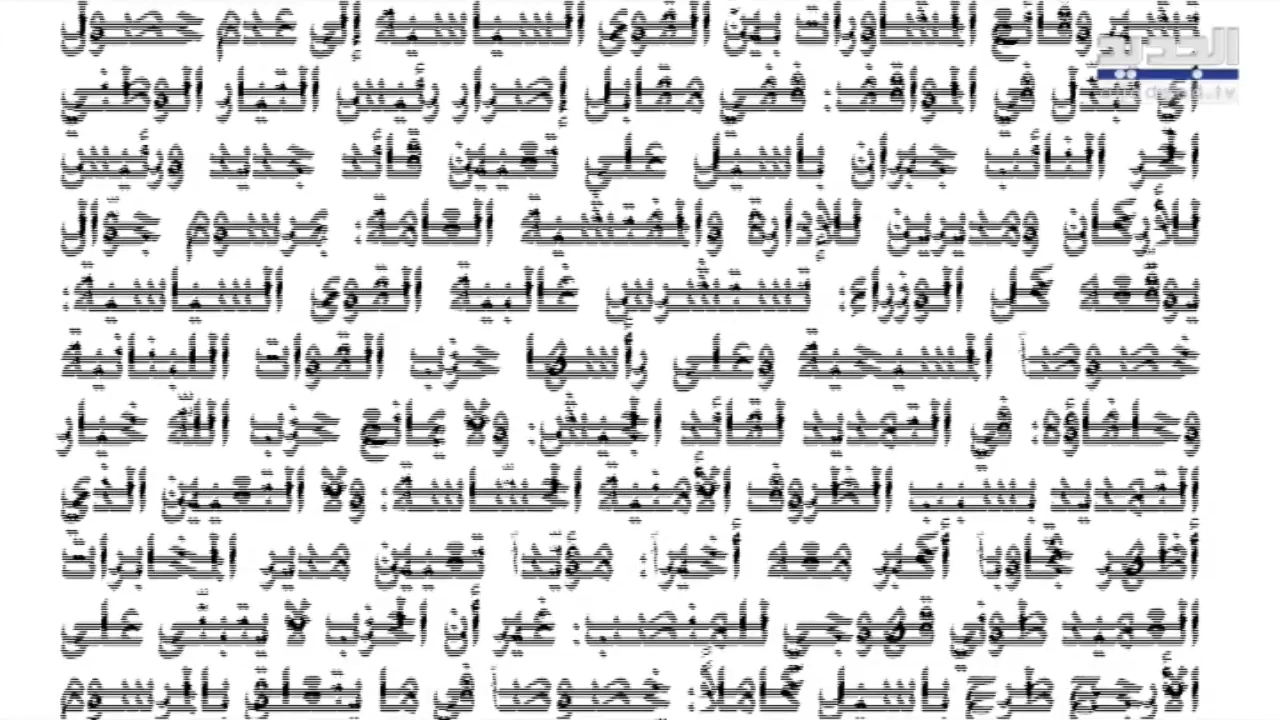 تشير وقائع المشاورات بين القوى السياسية إلى عدم حصول
أي تبدل في المواقف: ففي مقابل إصرار رئيس التيار الوطني
الحر النائب جبران باسيل على تعيين قائد جديد ورئيس
للأركان ومديرين للإدارة والمفتشية العامة: بمرسوم جوّال
يوقعه كل الوزراء: تستشرس غالبية القوى السياسية:
خصوصاً المسيحية وعلى رأسها حزب القوات اللبنانية
وحلفاؤه: في التمديد لقائد الجيش: ولا يمانع حزب الله خيار
التمديد بسبب الظروف الأمنية الحساسة: ولا التعيين الذي
أظهر تجاوباً أكبر معه أخيراً: مؤيداً تعيين مدير المخابرات
العميد طوني قهوجي للمنصب: غير أن الحزب لا يتبنّى على
الأرجح طرح باسيل كاملاً: خصوصاً في ما يتعلق بالمرسوم
الجديد